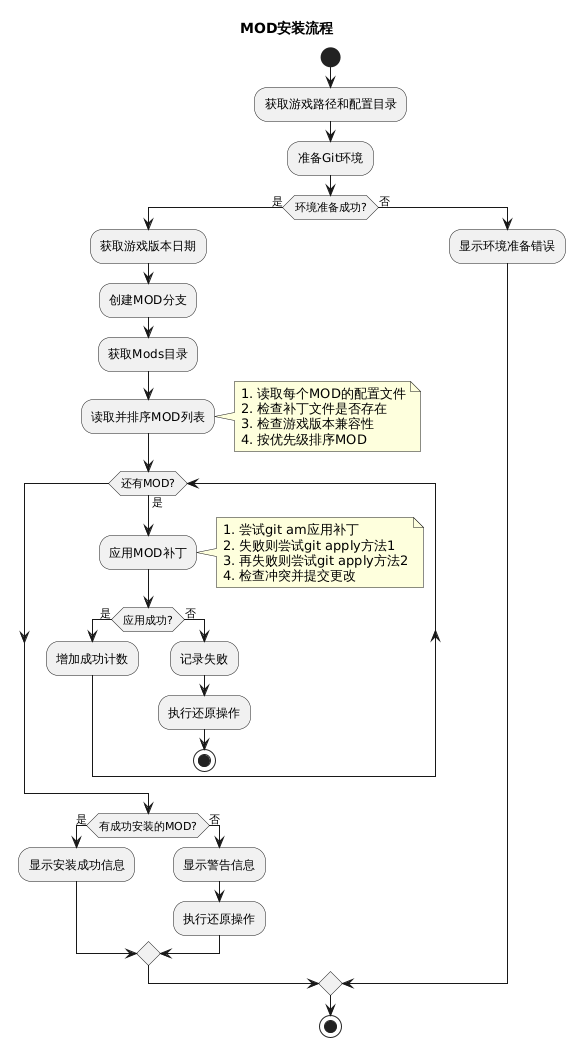 MOD安装流程
获取游戏路径和配置目录
准备Git环境
是
环境准备成功?
否
获取游戏版本日期
显示环境准备错误
创建MOD分支
获取Mods目录
读取并排序MOD列表
1. 读取每个MOD的配置文件
2. 检查补丁文件是否存在
3. 检查游戏版本兼容性
4. 按优先级排序MOD
还有MOD?
是
应用MOD补丁
1. 尝试git am应用补丁
2. 失败则尝试git apply方法1
3. 再失败则尝试git apply方法2
4. 检查冲突并提交更改
是
应用成功?
否
增加成功计数
记录失败
执行还原操作
是
有成功安装的MOD?
否
显示安装成功信息
显示警告信息
执行还原操作